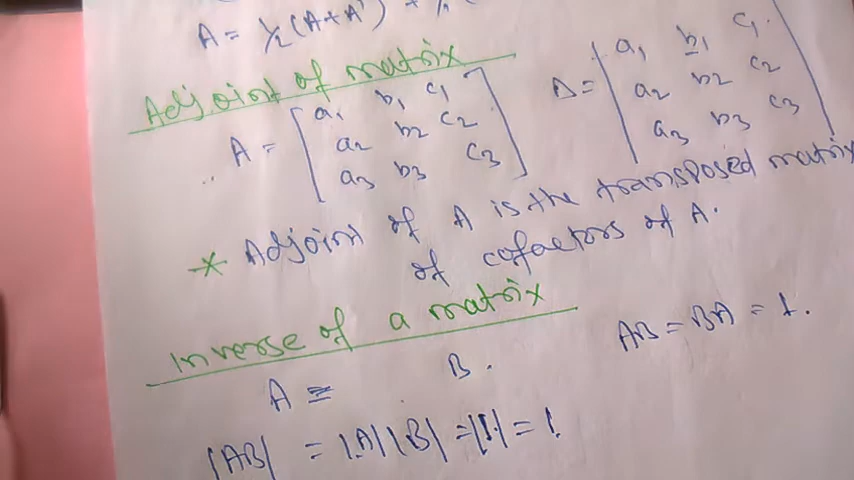 A = 1/2 (A+A')  +  1/2
Adjoint of matrix
A = [ a1 b1 c1    Δ = | a1 b1 c1
a2 b2 c2    a2 b2 c2
a3 b3 c3 ]    a3 b3 c3 |
* Adjoint of A is the transposed matrix
of cofactors of A.
Inverse of a matrix
A =    B.    AB = BA = I.
|AB| = |A| |B| = |I| = 1.